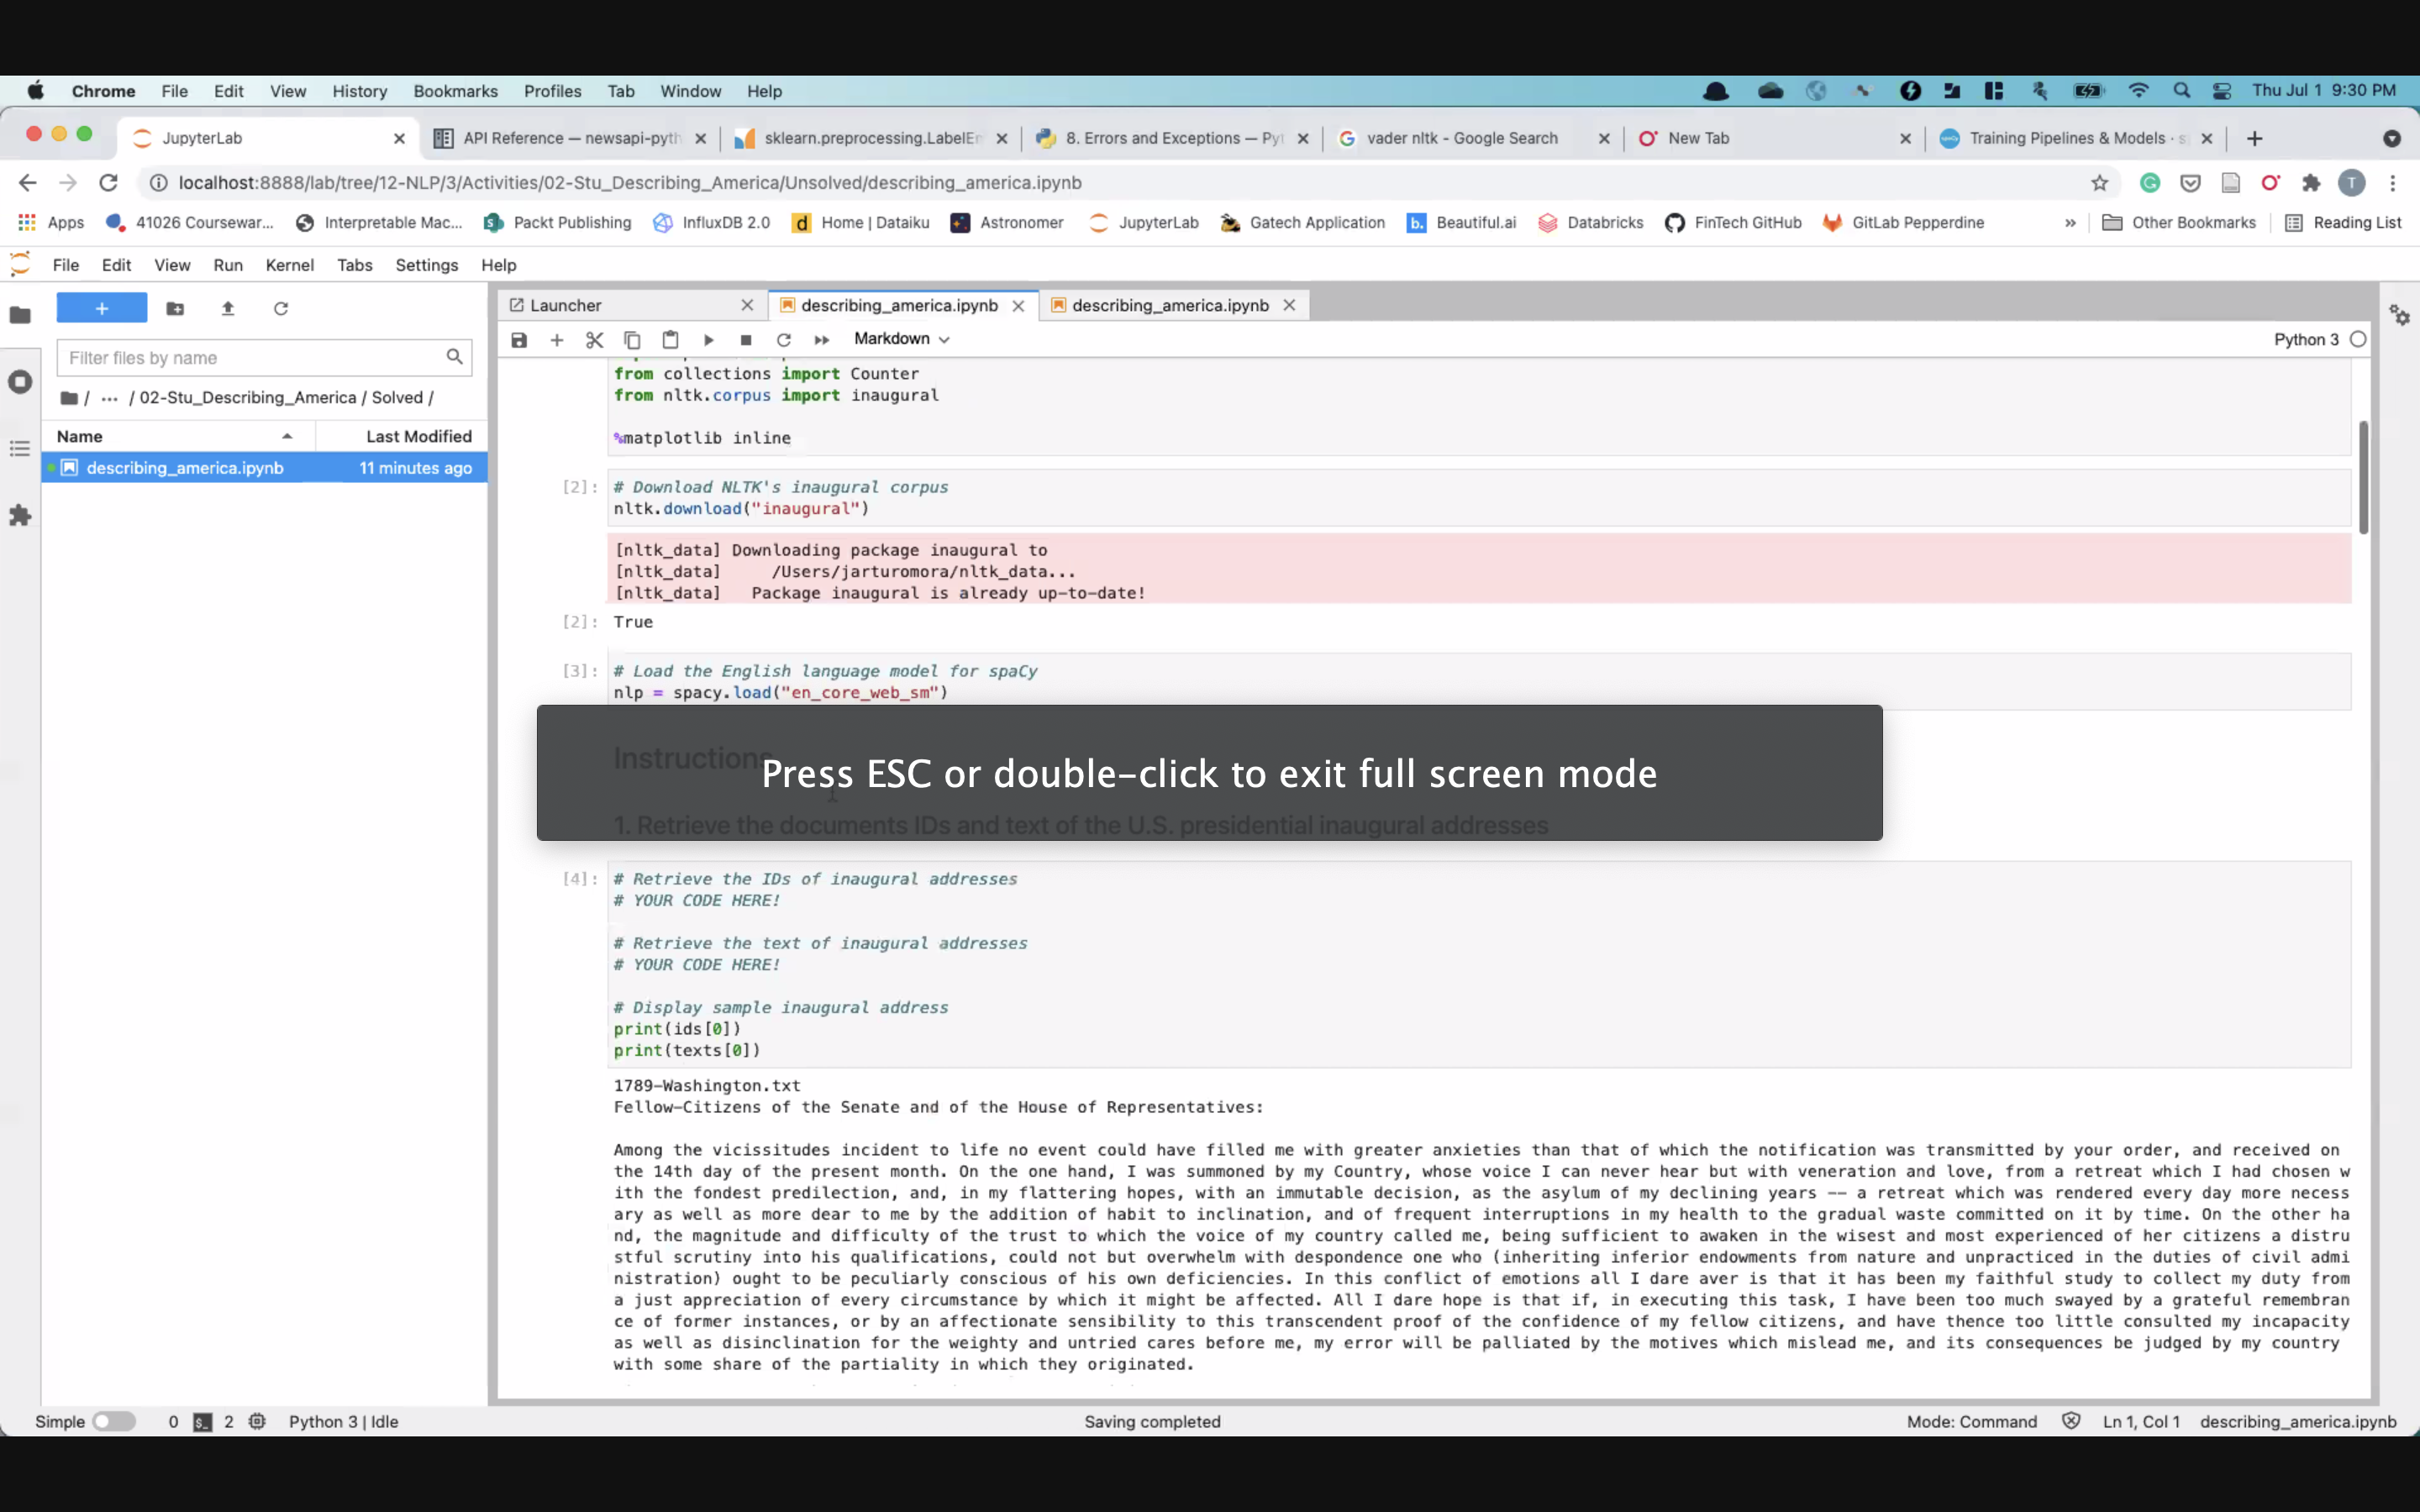 Chrome File Edit View History Bookmarks Profiles Tab Window Help Thu Jul 1 9:30 PM
JupyterLab API Reference — newsapi-pyth sklearn.preprocessing.LabelEn 8. Errors and Exceptions — Pyt vader nltk - Google Search New Tab Training Pipelines & Models · s
localhost:8888/lab/tree/12-NLP/3/Activities/02-Stu_Describing_America/Unsolved/describing_america.ipynb T
Apps 41026 Coursewar... Interpretable Mac... Packt Publishing InfluxDB 2.0 Home | Dataiku Astronomer JupyterLab Gatech Application Beautiful.ai Databricks FinTech GitHub GitLab Pepperdine » Other Bookmarks Reading List
File Edit View Run Kernel Tabs Settings Help
Launcher describing_america.ipynb describing_america.ipynb
Markdown Python 3
Filter files by name
/ ... / 02-Stu_Describing_America / Solved /
Name Last Modified
describing_america.ipynb 11 minutes ago
from collections import Counter
from nltk.corpus import inaugural
%matplotlib inline
[2]: # Download NLTK's inaugural corpus
nltk.download("inaugural")
[nltk_data] Downloading package inaugural to
[nltk_data] /Users/jarturomora/nltk_data...
[nltk_data] Package inaugural is already up-to-date!
[2]: True
[3]: # Load the English language model for spaCy
nlp = spacy.load("en_core_web_sm")
Instructions
Press ESC or double-click to exit full screen mode
1. Retrieve the documents IDs and text of the U.S. presidential inaugural addresses
[4]: # Retrieve the IDs of inaugural addresses
# YOUR CODE HERE!
# Retrieve the text of inaugural addresses
# YOUR CODE HERE!
# Display sample inaugural address
print(ids[0])
print(texts[0])
1789-Washington.txt
Fellow-Citizens of the Senate and of the House of Representatives:
Among the vicissitudes incident to life no event could have filled me with greater anxieties than that of which the notification was transmitted by your order, and received on
the 14th day of the present month. On the one hand, I was summoned by my Country, whose voice I can never hear but with veneration and love, from a retreat which I had chosen w
ith the fondest predilection, and, in my flattering hopes, with an immutable decision, as the asylum of my declining years -- a retreat which was rendered every day more necess
ary as well as more dear to me by the addition of habit to inclination, and of frequent interruptions in my health to the gradual waste committed on it by time. On the other ha
nd, the magnitude and difficulty of the trust to which the voice of my country called me, being sufficient to awaken in the wisest and most experienced of her citizens a distru
stful scrutiny into his qualifications, could not but overwhelm with despondence one who (inheriting inferior endowments from nature and unpracticed in the duties of civil admi
nistration) ought to be peculiarly conscious of his own deficiencies. In this conflict of emotions all I dare aver is that it has been my faithful study to collect my duty from
a just appreciation of every circumstance by which it might be affected. All I dare hope is that if, in executing this task, I have been too much swayed by a grateful remembran
ce of former instances, or by an affectionate sensibility to this transcendent proof of the confidence of my fellow citizens, and have thence too little consulted my incapacity
as well as disinclination for the weighty and untried cares before me, my error will be palliated by the motives which mislead me, and its consequences be judged by my country
with some share of the partiality in which they originated.
Simple 0 2 Python 3 | Idle Saving completed Mode: Command Ln 1, Col 1 describing_america.ipynb